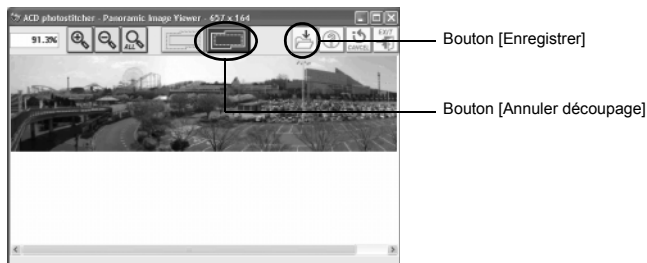 ACD photostitcher - Panoramic Image Viewer - 657 x 164
91.3%
ALL
CANCEL
EXIT
Bouton [Enregistrer]
Bouton [Annuler découpage]